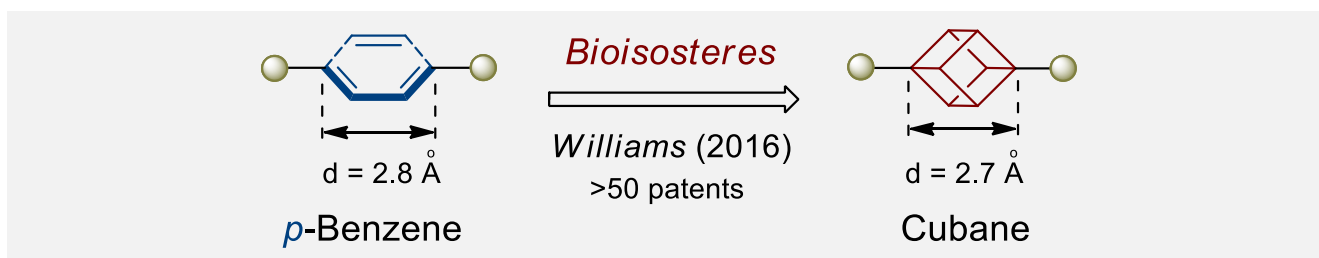 Bioisosteres
Williams (2016)
>50 patents
d = 2.8 Å
p-Benzene
d = 2.7 Å
Cubane